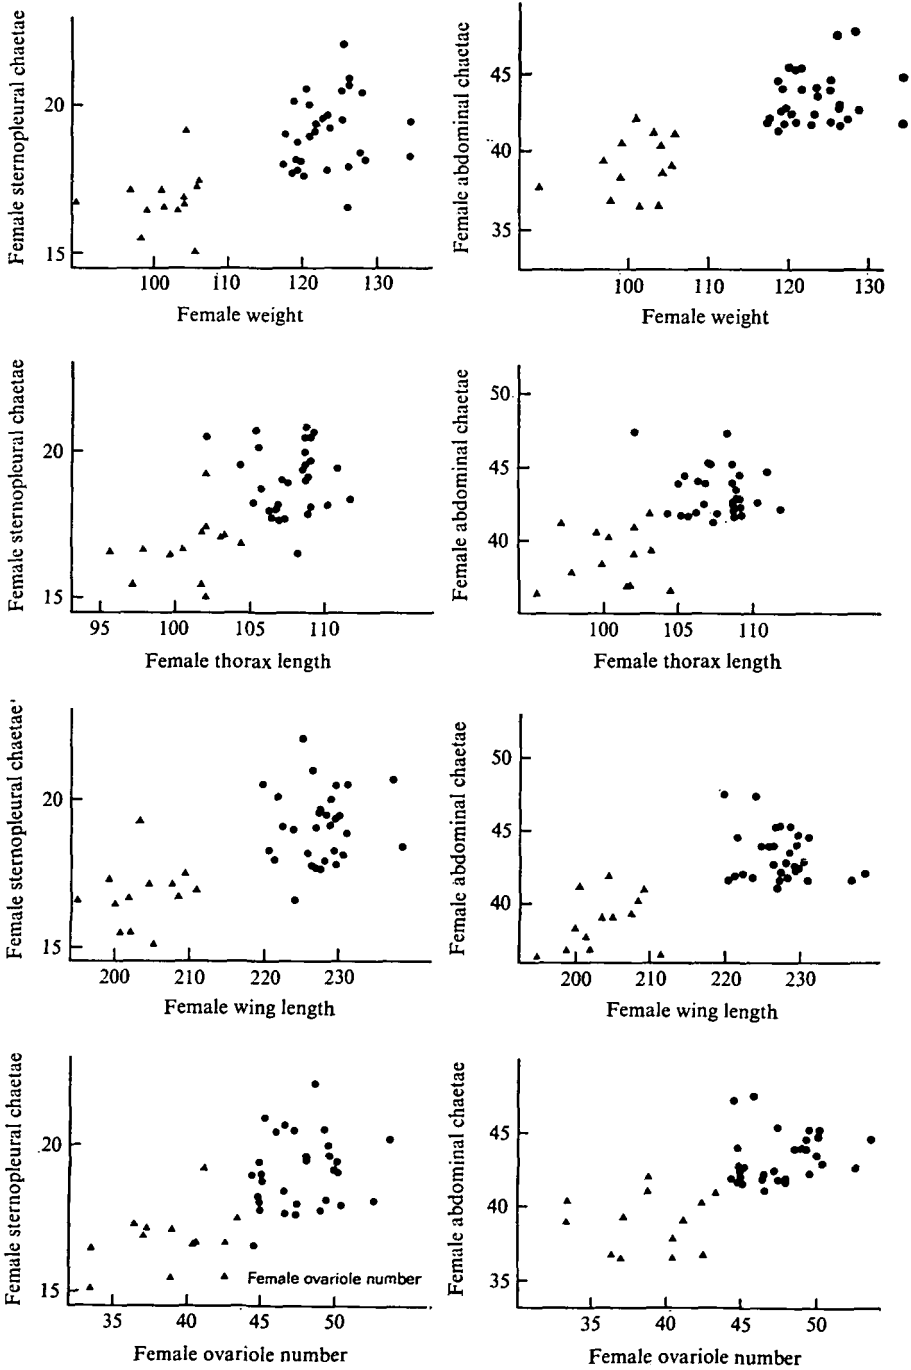 Female sternopleural chaetae
20
15
100 110 120 130
Female weight
Female abdominal chaetae
45
40
35
100 110 120 130
Female weight
Female sternopleural chaetae
20
15
95 100 105 110
Female thorax length
Female abdominal chaetae
50
45
40
100 105 110
Female thorax length
Female sternopleural chaetae
20
15
200 210 220 230
Female wing length
Female abdominal chaetae
50
45
40
200 210 220 230
Female wing length
Female sternopleural chaetae
20
15
Female ovariole number
35 40 45 50
Female ovariole number
Female abdominal chaetae
45
40
35
35 40 45 50
Female ovariole number